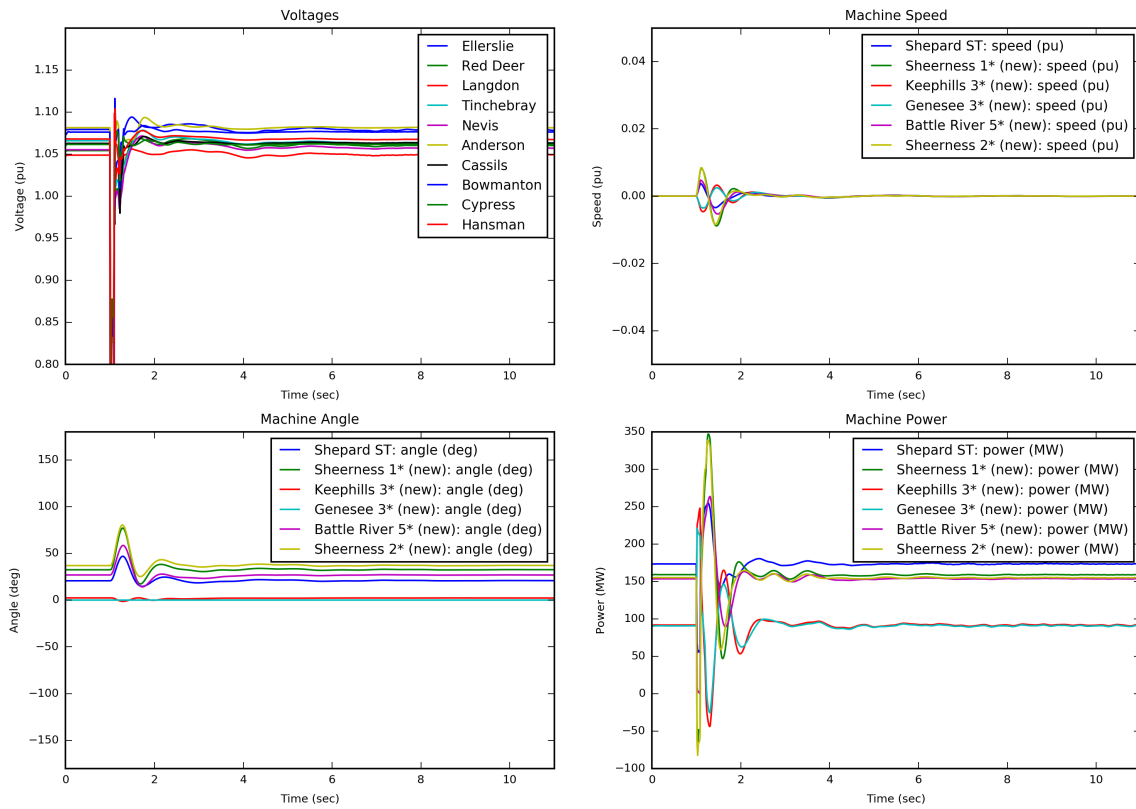 Voltages
1.15
1.10
1.05
1.00
0.95
0.90
0.85
0.80
Voltage (pu)
Ellerslie
Red Deer
Langdon
Tinchebray
Nevis
Anderson
Cassils
Bowmanton
Cypress
Hansman
0 2 4 6 8 10
Time (sec)
Machine Speed
0.04
0.02
0.00
−0.02
−0.04
Speed (pu)
Shepard ST: speed (pu)
Sheerness 1* (new): speed (pu)
Keephills 3* (new): speed (pu)
Genesee 3* (new): speed (pu)
Battle River 5* (new): speed (pu)
Sheerness 2* (new): speed (pu)
0 2 4 6 8 10
Time (sec)
Machine Angle
150
100
50
0
−50
−100
−150
Angle (deg)
Shepard ST: angle (deg)
Sheerness 1* (new): angle (deg)
Keephills 3* (new): angle (deg)
Genesee 3* (new): angle (deg)
Battle River 5* (new): angle (deg)
Sheerness 2* (new): angle (deg)
0 2 4 6 8 10
Time (sec)
Machine Power
350
300
250
200
150
100
50
0
−50
−100
Power (MW)
Shepard ST: power (MW)
Sheerness 1* (new): power (MW)
Keephills 3* (new): power (MW)
Genesee 3* (new): power (MW)
Battle River 5* (new): power (MW)
Sheerness 2* (new): power (MW)
0 2 4 6 8 10
Time (sec)